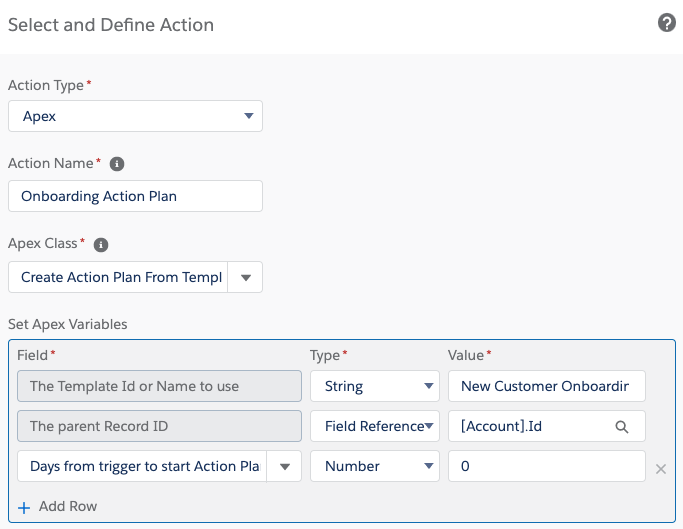 Select and Define Action
Action Type*
Apex
Action Name*
Onboarding Action Plan
Apex Class*
Create Action Plan From Templ
Set Apex Variables
Field* Type* Value*
The Template Id or Name to use String New Customer Onboardir
The parent Record ID Field Reference [Account].Id
Days from trigger to start Action Pla Number 0
+ Add Row